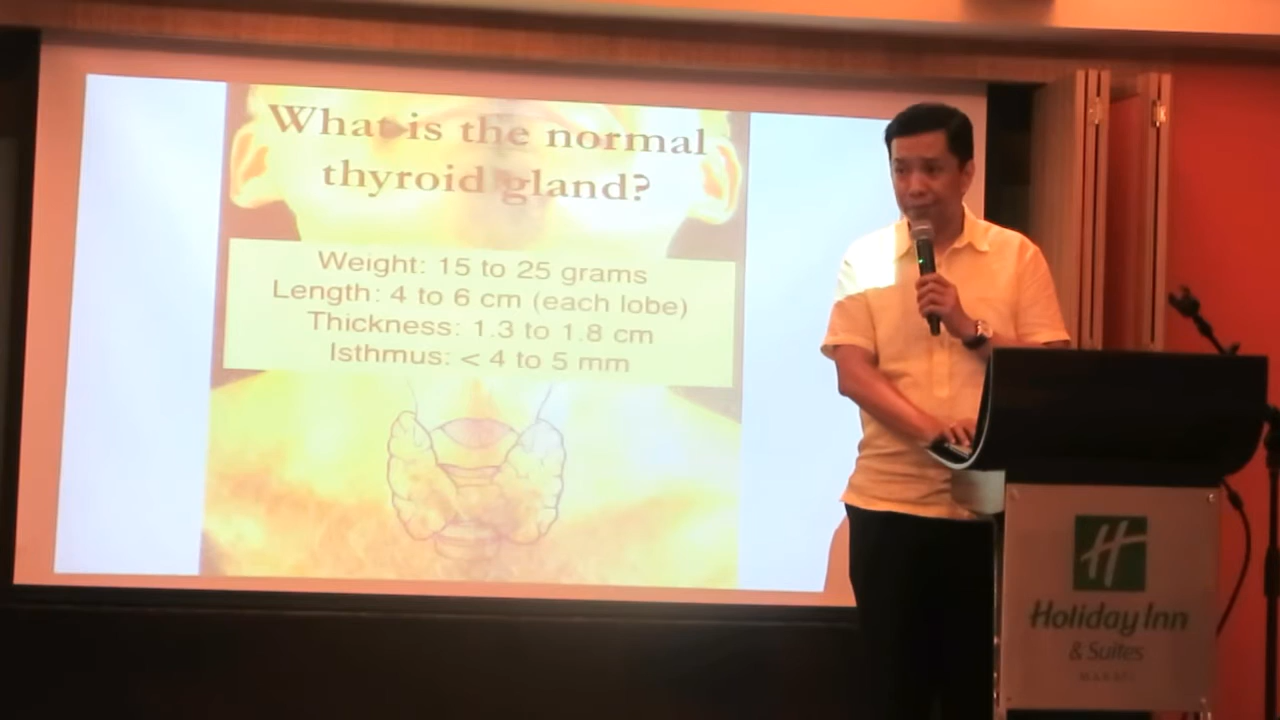 What is the normal
thyroid gland?
Weight: 15 to 25 grams
Length: 4 to 6 cm (each lobe)
Thickness: 1.3 to 1.8 cm
Isthmus: < 4 to 5 mm
H
Holiday Inn
& Suites
MAKATI